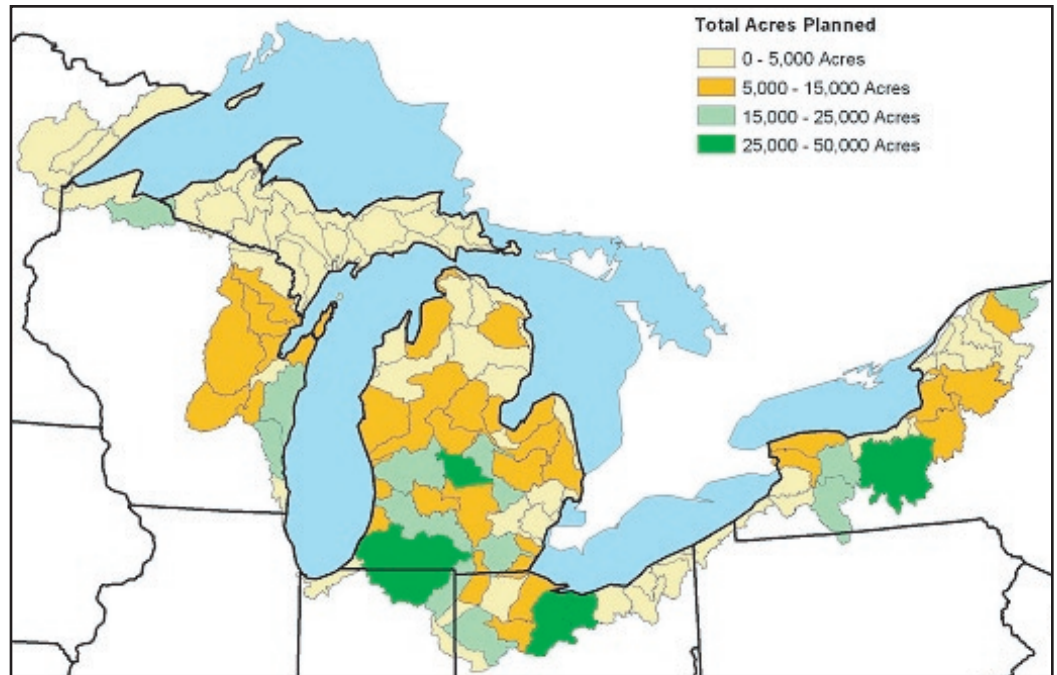 Total Acres Planned
0 - 5,000 Acres
5,000 - 15,000 Acres
15,000 - 25,000 Acres
25,000 - 50,000 Acres